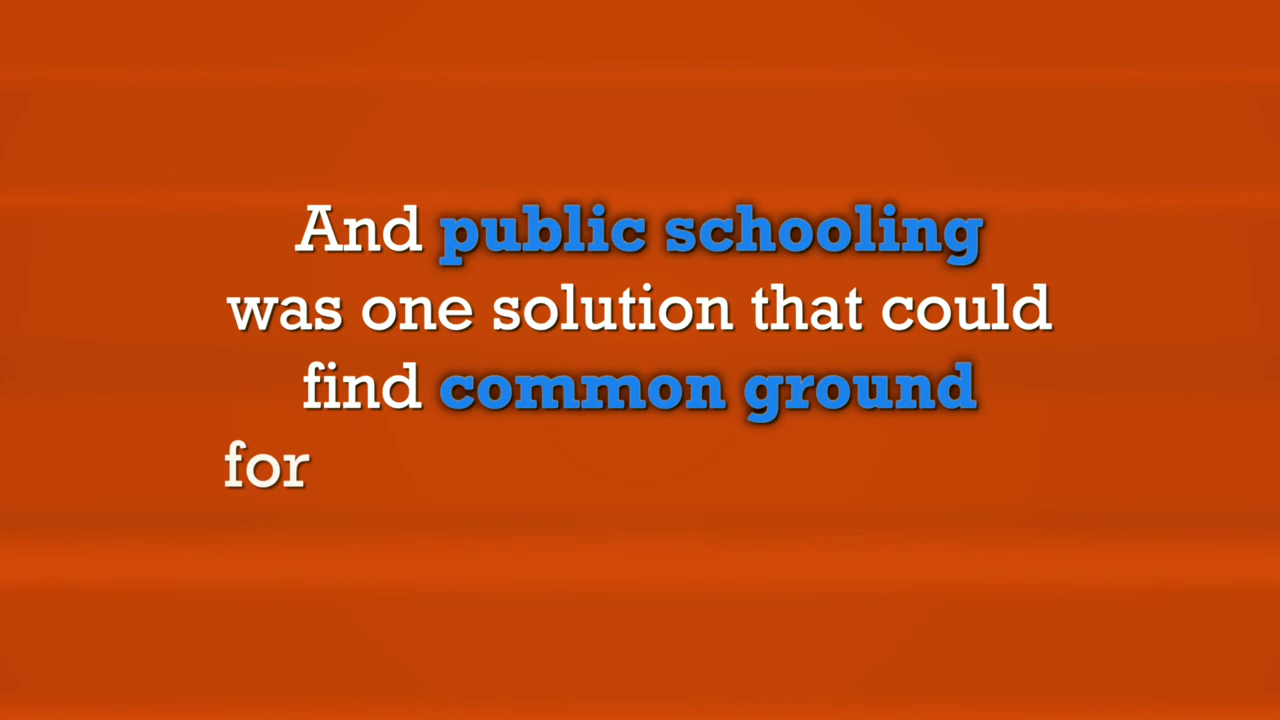 And public schooling
was one solution that could
find common ground
for